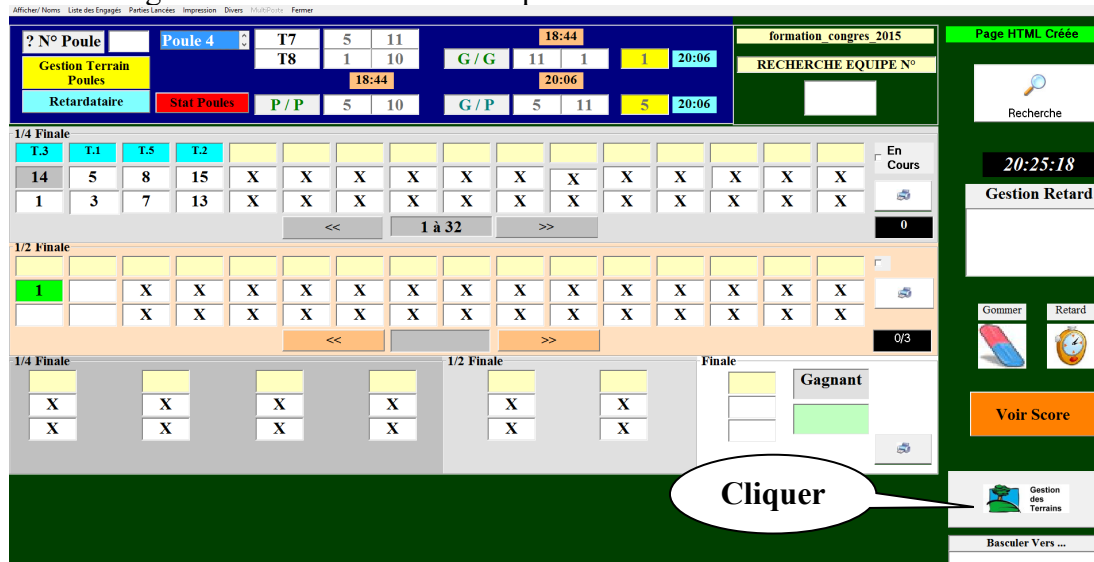 Afficher/ Noms Liste des Engagés Parties Lancées Impression Divers MultiPoste Fermer
? N° Poule Poule 4 T7 5 11 18:44 formation_congres_2015 Page HTML Créée
Gestion Terrain Poules T8 1 10 G / G 11 1 1 20:06 RECHERCHE EQUIPE N°
18:44 20:06 Recherche
Retardataire Stat Poules P / P 5 10 G / P 5 11 5 20:06
1/4 Finale
T.3 T.1 T.5 T.2 En Cours
14 5 8 15 X X X X X X X X X X X X 20:25:18
1 3 7 13 X X X X X X X X X X X X Gestion Retard
<< 1 à 32 >> 0
1/2 Finale
1 X X X X X X X X X X X X X X
X X X X X X X X X X X X X X Gommer Retard
<< >> 0/3
1/4 Finale 1/2 Finale Finale
Gagnant
X X X X X X
X X X X X X Voir Score
Cliquer Gestion des Terrains
Basculer Vers ...